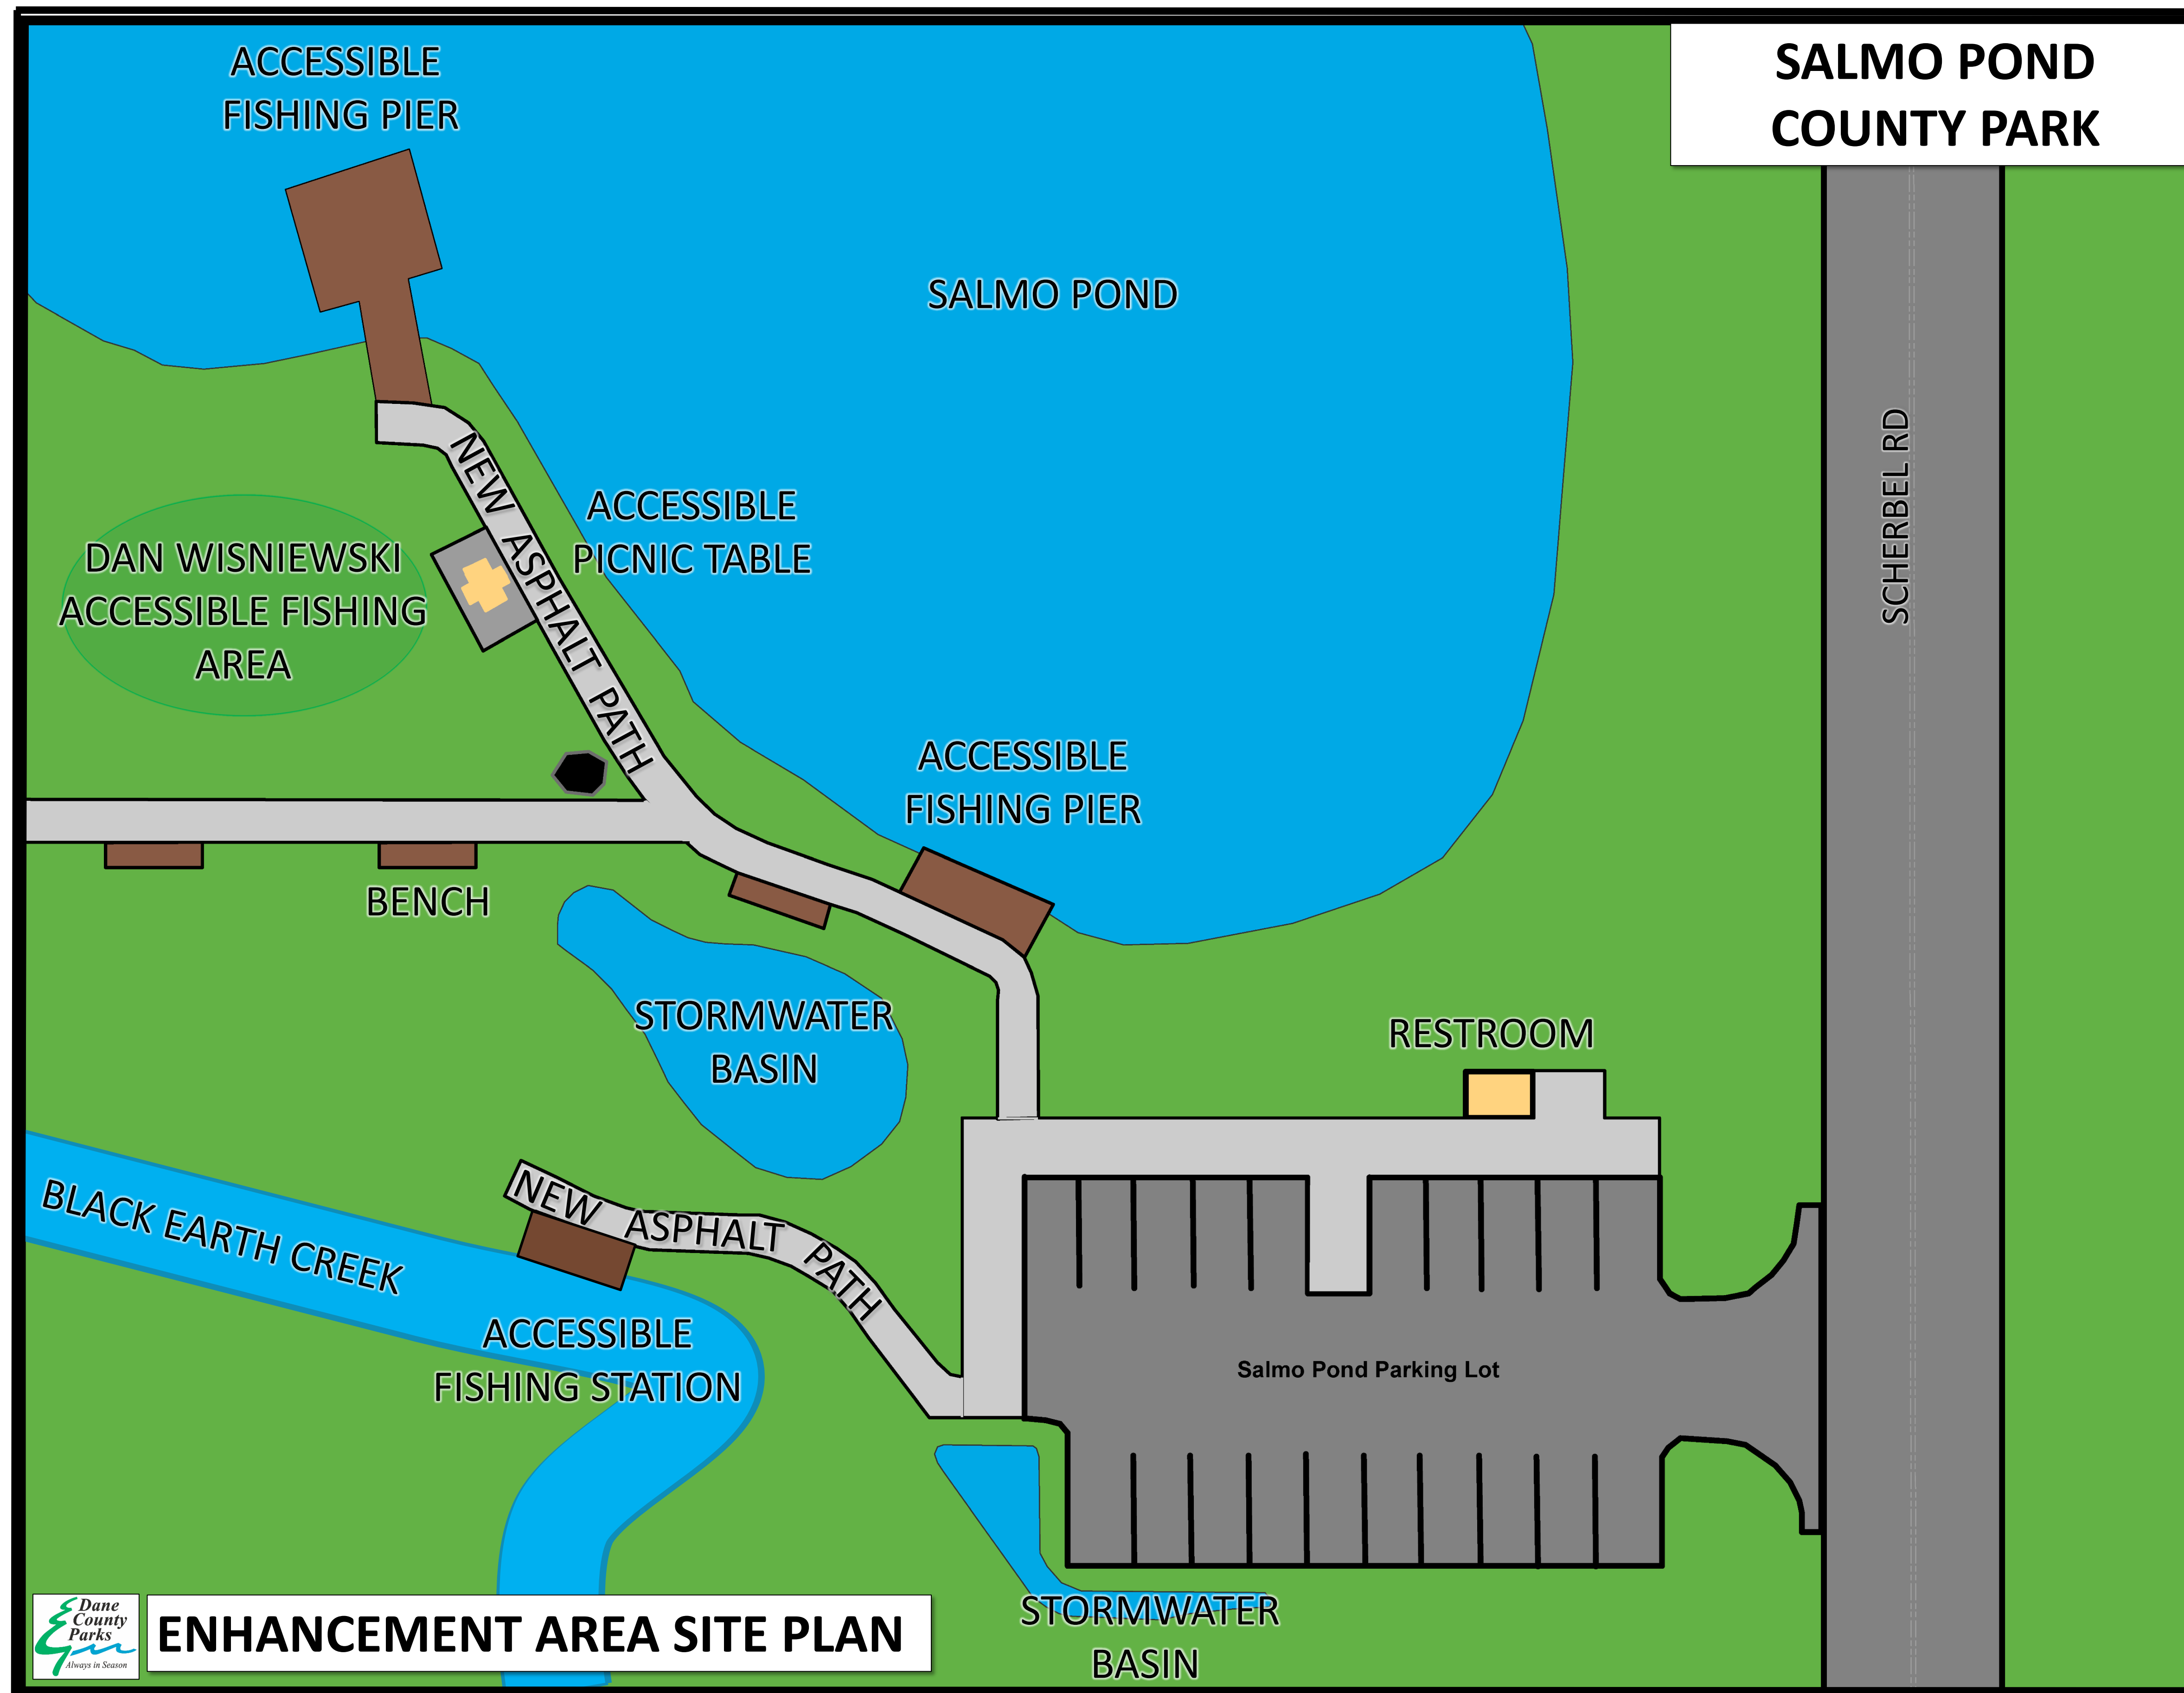 SALMO POND
COUNTY PARK
ACCESSIBLE
FISHING PIER
SALMO POND
SCHERBEL RD
NEW ASPHALT PATH
ACCESSIBLE
PICNIC TABLE
DAN WISNIEWSKI
ACCESSIBLE FISHING
AREA
ACCESSIBLE
FISHING PIER
BENCH
STORMWATER
BASIN
RESTROOM
BLACK EARTH CREEK
NEW ASPHALT PATH
ACCESSIBLE
FISHING STATION
Salmo Pond Parking Lot
STORMWATER
BASIN
Dane
County
Parks
Always in Season
ENHANCEMENT AREA SITE PLAN